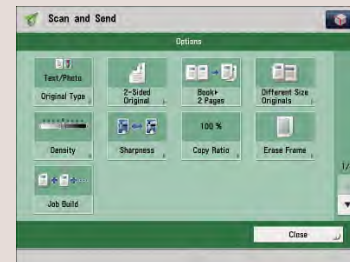 Scan and Send
Options
Text/Photo
Original Type
2-Sided
Original
Book▸
2 Pages
Different Size
Originals
Density
Sharpness
100 %
Copy Ratio
Erase Frame
Job Build
1/
Close